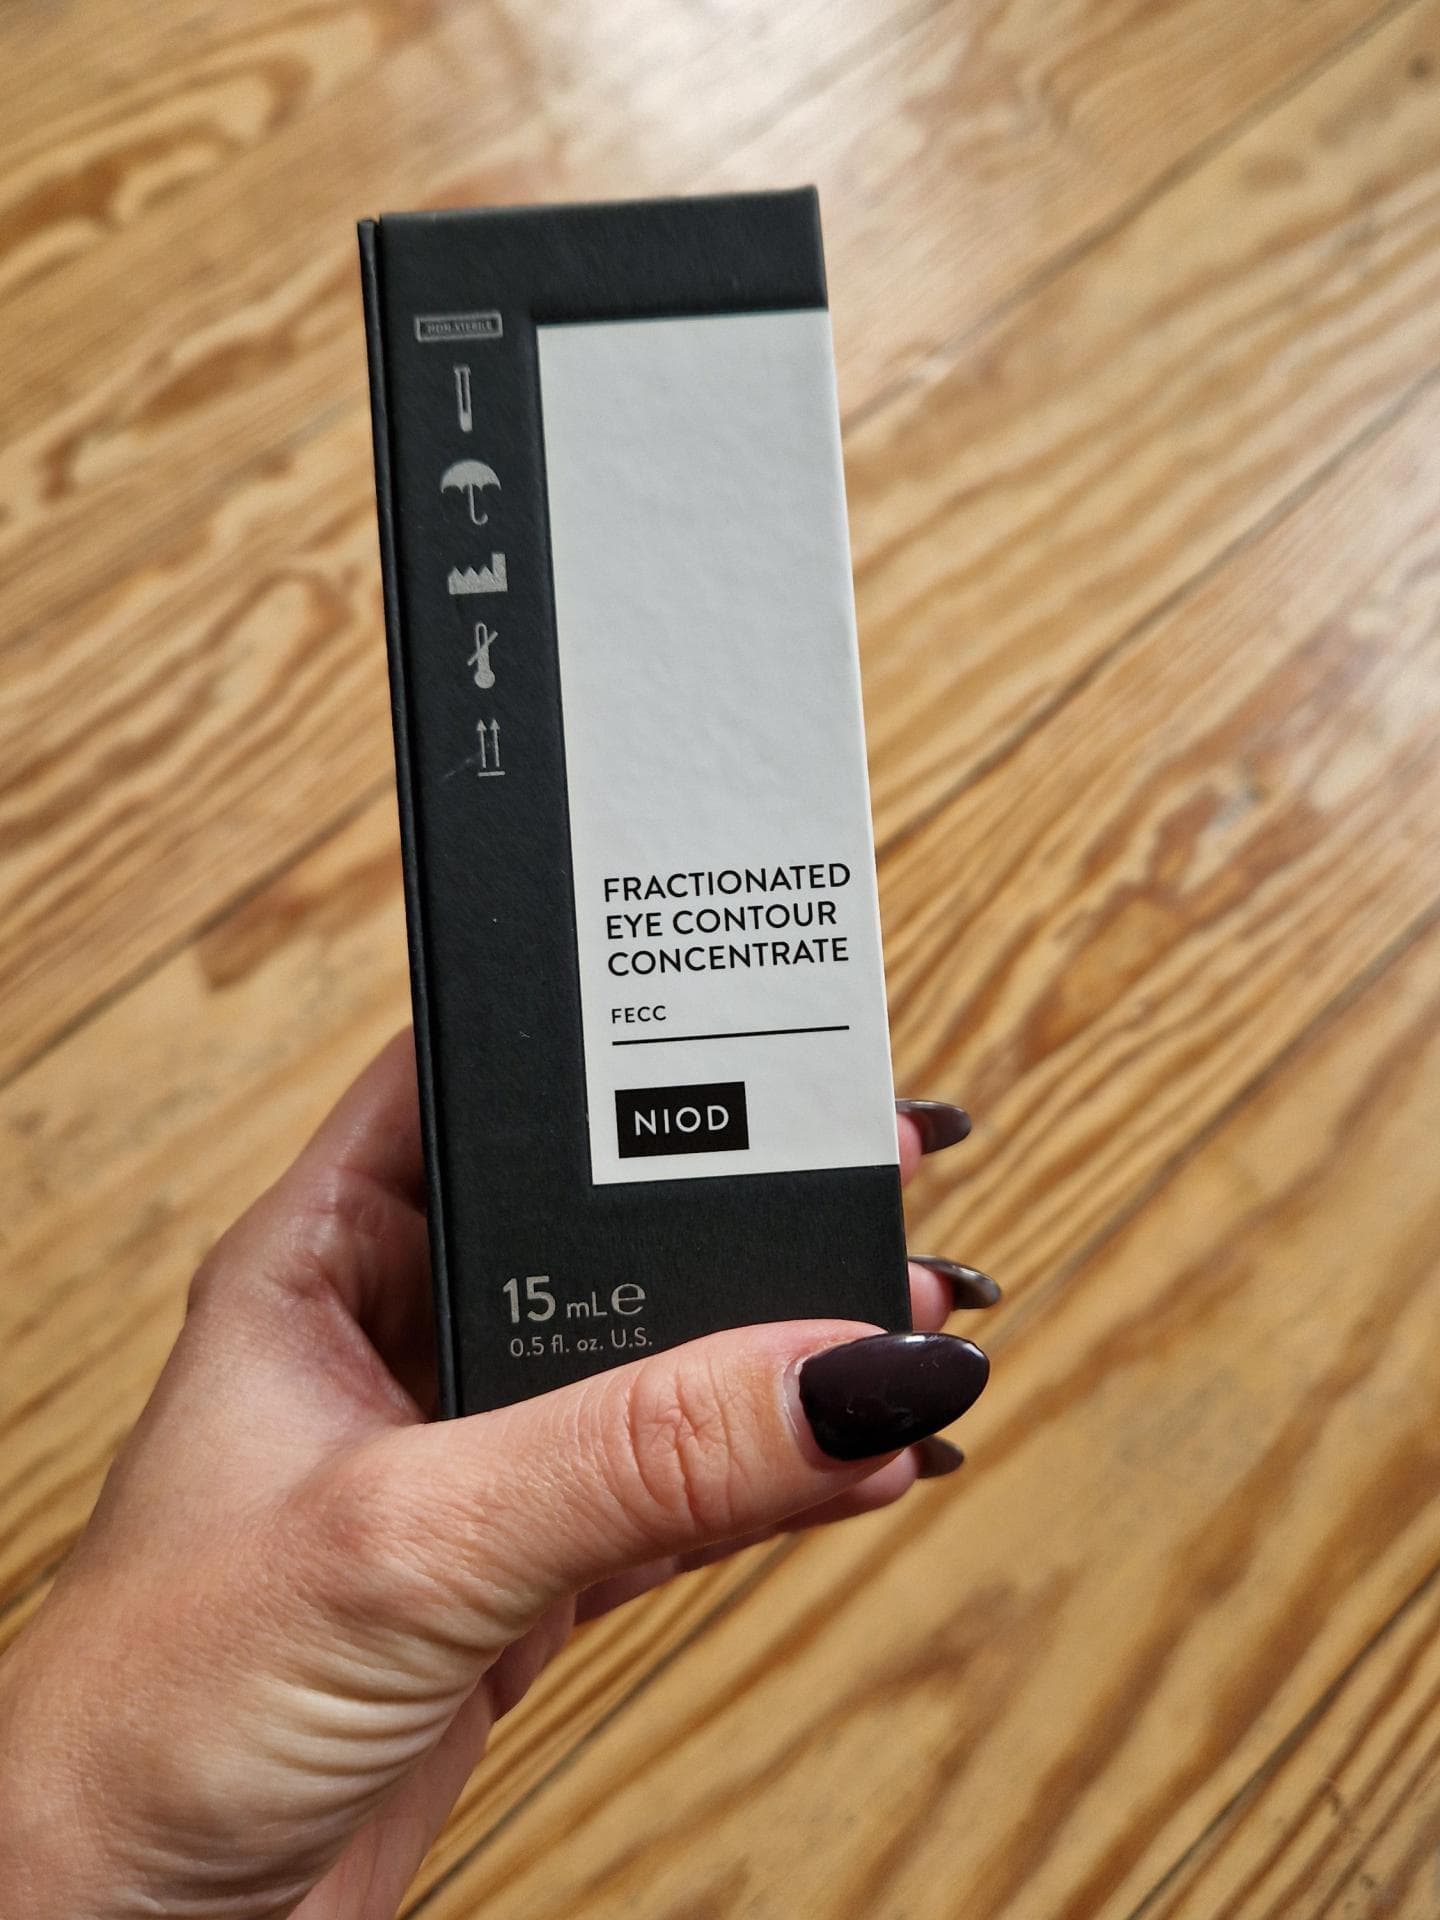 NON-STERILE
FRACTIONATED
EYE CONTOUR
CONCENTRATE
FECC
NIOD
15 mL ℮
0.5 fl. oz. U.S.